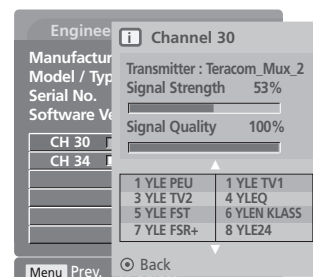 Enginee
Manufactur
Model / Typ
Serial No.
Software Ve
CH 30
CH 34
Menu Prev.
i Channel 30
Transmitter : Teracom_Mux_2
Signal Strength 53%
Signal Quality 100%
1 YLE PEU 1 YLE TV1
3 YLE TV2 4 YLEQ
5 YLE FST 6 YLEN KLASS
7 YLE FSR+ 8 YLE24
Back